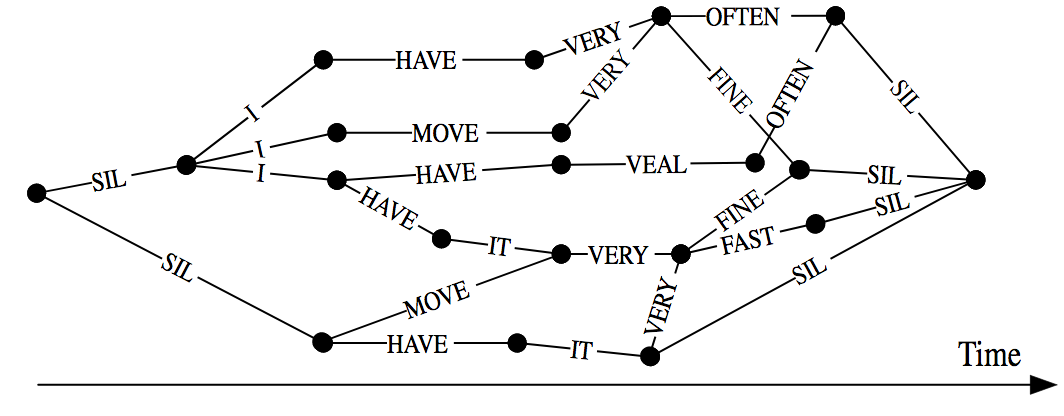 OFTEN
VERY
HAVE
VERY
FINE
OFTEN
SIL
I
I
MOVE
I
HAVE
VEAL
SIL
SIL
HAVE
FINE
SIL
IT
VERY
FAST
SIL
SIL
MOVE
VERY
HAVE
IT
Time